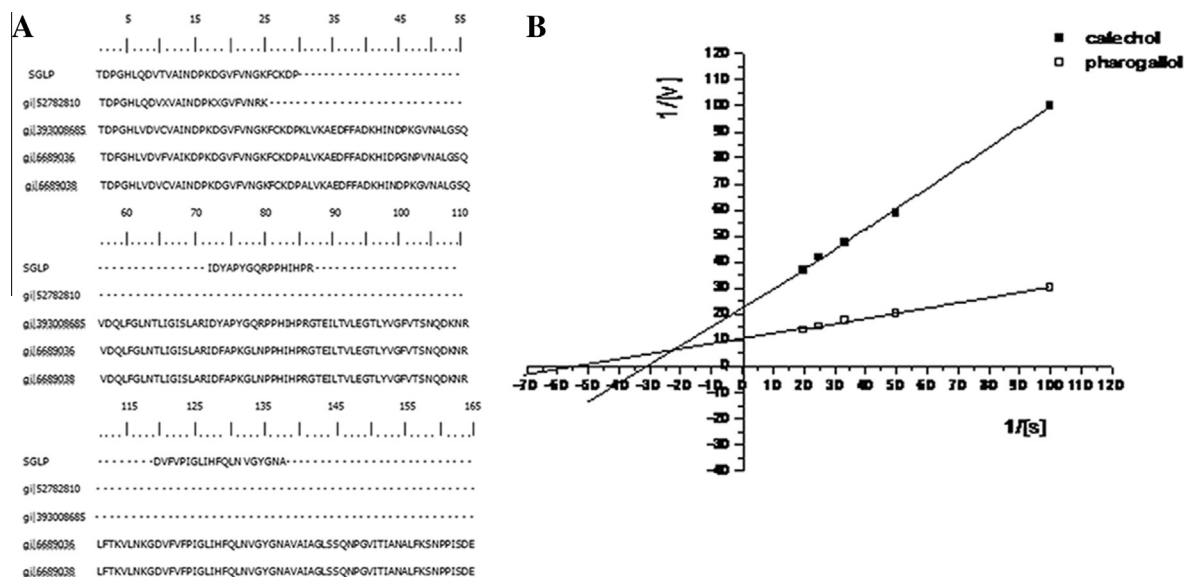 A
5 15 25 35 45 55
....|....|....|....|....|....|....|....|....|....|....|
SGLP TDPGHLQDVTVAINDPKDGVFVNGKFCKDP-------------------------
gi|52782810 TDPGHLQDVXVAINDPKXGVFVNRK------------------------------
gi|393008685. TDPGHLVDVCVAINDPKDGVFVNGKFCKDPKLVKAEDFFADKHINDPKGVNALGSQ
gi|6689036 TDFGHLVDVFVAIKDPKDGVFVNGKFCKDPALVKAEDFFADKHIDPGNPVNALGSQ
gi|6689038 TDPGHLVDVCVAINDPKDGVFVNGKFCKDPALVKAEDFFADKHINDPKGVNALGSQ
60 70 80 90 100 110
....|....|....|....|....|....|....|....|....|....|....|
SGLP -----------------IDYAPYGQRPPHIHPR----------------------
gi|52782810 -------------------------------------------------------
gi|393008685 VDQLFGLNTLIGISLARIDYAPYGQRPPHIHPRGTEILTVLEGTLYVGFVTSNQDKNR
gi|6689036 VDQLFGLNTLIGISLARIDFAPKGLNPPHIHPRGTEILTVLEGTLYVGFVTSNQDKNR
gi|6689038 VDQLFGLNTLIGISLARIDFAPKGLNPPHIHPRGTEILTVLEGTLYVGFVTSNQDKNR
115 125 135 145 155 165
....|....|....|....|....|....|....|....|....|....|....|
SGLP ---------DVFVPIGLIHFQLN VGYGNA---------------------------
gi|52782810 -------------------------------------------------------
gi|393008685 -------------------------------------------------------
gi|6689036 LFTKVLNKGDVFVFPIGLIHFQLNVGYGNAVAIAGLSSQNPGVITIANALFKSNPPISDE
gi|6689038 LFTKVLNKGDVFVFPIGLIHFQLNVGYGNAVAIAGLSSQNPGVITIANALFKSNPPISDE
B
catechol
pharogallol
1/[v]
120
110
100
90
80
70
60
50
40
30
20
10
0
-70 -60 -50 -40 -30 -20 -10 0 10 20 30 40 50 60 70 80 90 100 110 120
-10
-20
-30
-40
1/[s]